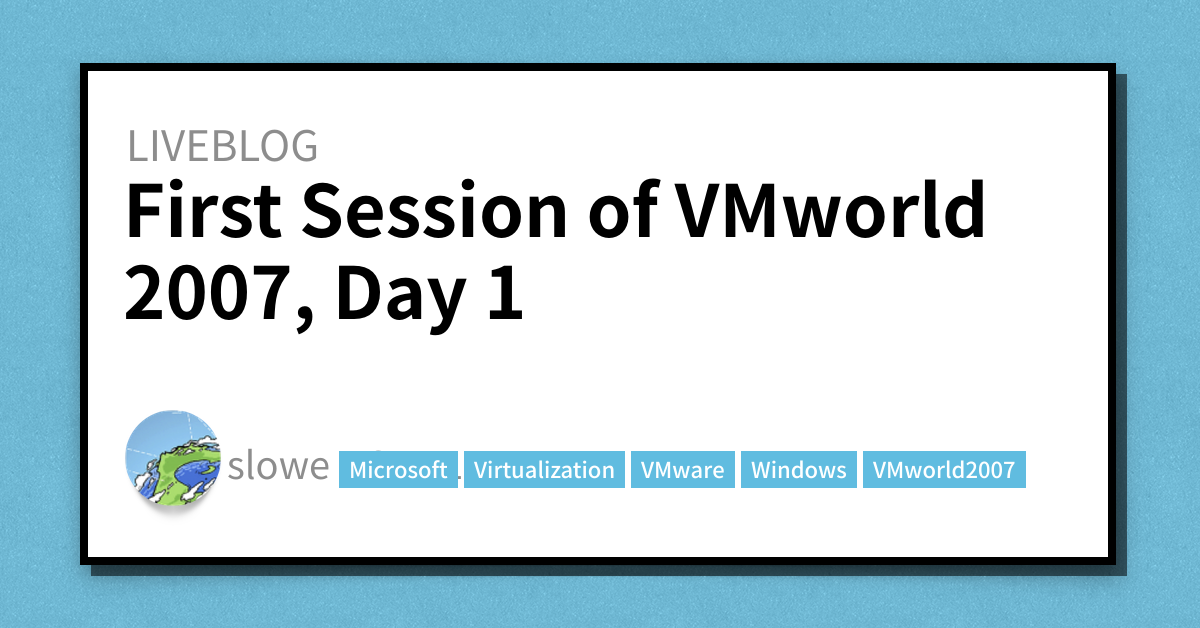 LIVEBLOG
First Session of VMworld
2007, Day 1
slowe Microsoft Virtualization VMware Windows VMworld2007